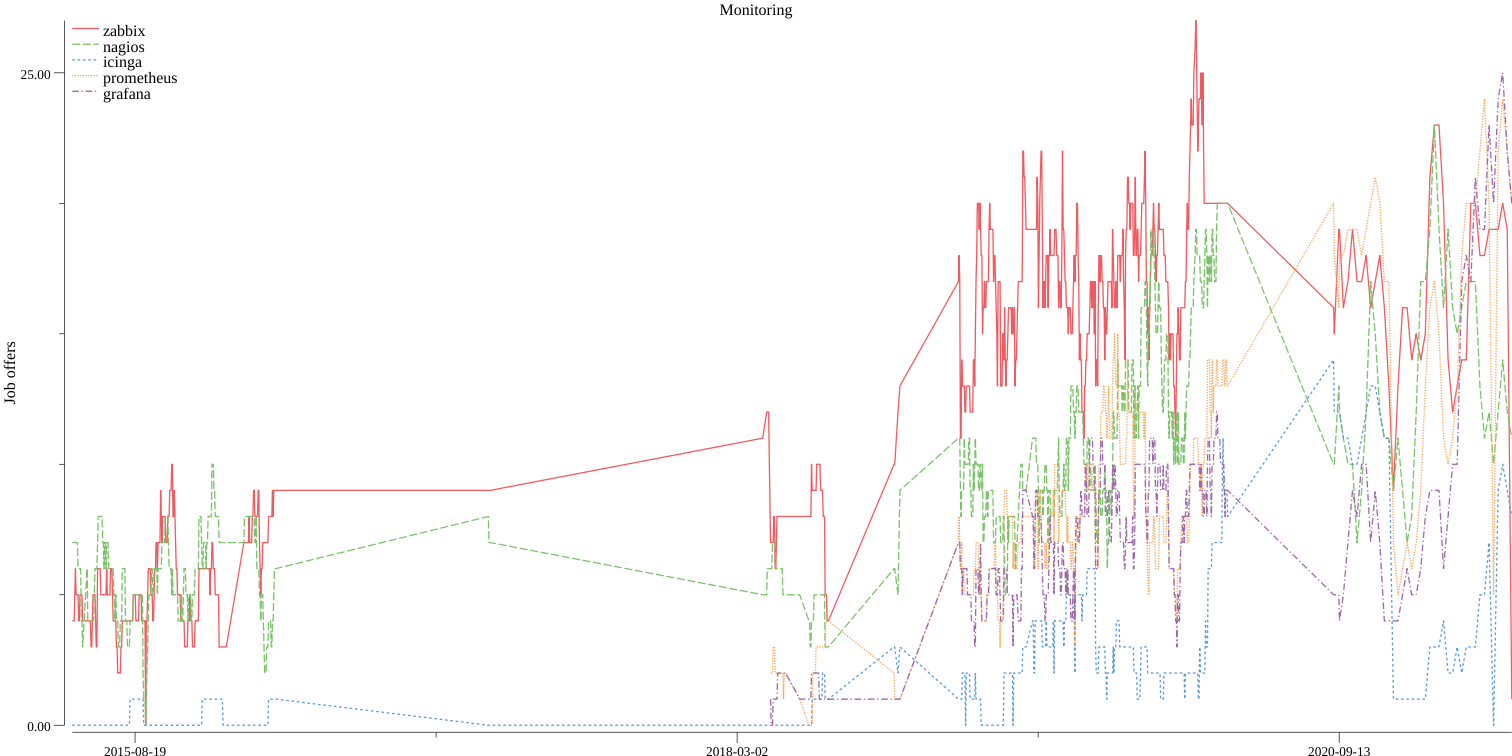 Monitoring
zabbix
nagios
icinga
prometheus
grafana
25.00
Job offers
0.00
2015-08-19
2018-03-02
2020-09-13